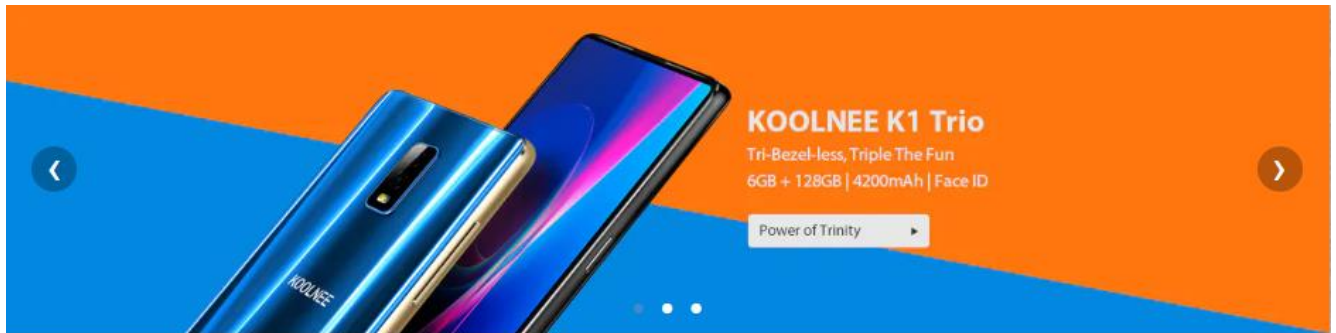 KOOLNEE K1 Trio
Tri-Bezel-less, Triple The Fun
6GB + 128GB | 4200mAh | Face ID
Power of Trinity
KOOLNEE